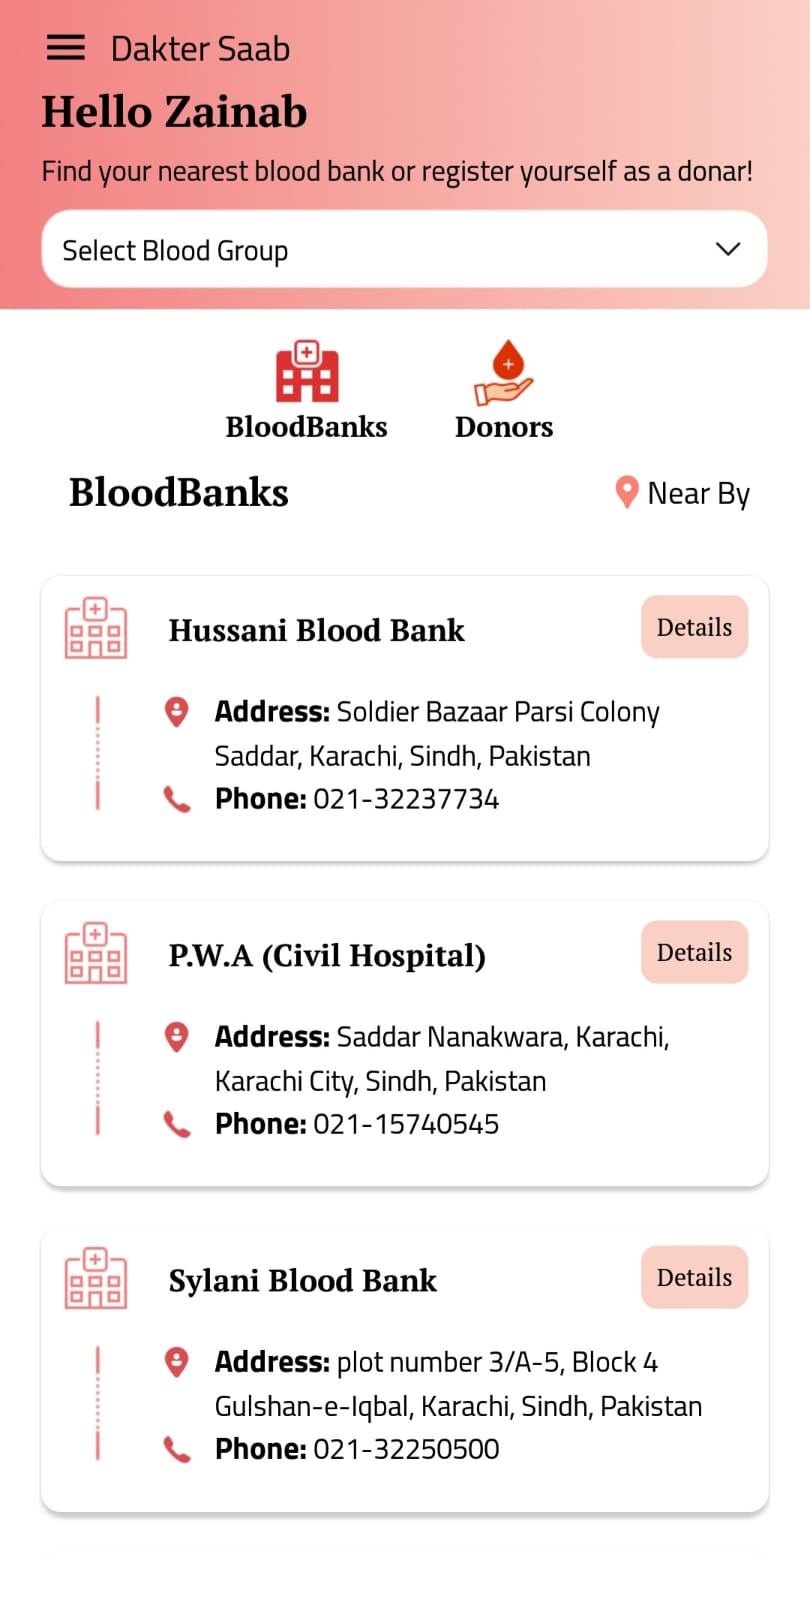 Dakter Saab
Hello Zainab
Find your nearest blood bank or register yourself as a donar!
Select Blood Group
BloodBanks
Donors
BloodBanks
Near By
Hussani Blood Bank
Details
Address: Soldier Bazaar Parsi Colony
Saddar, Karachi, Sindh, Pakistan
Phone: 021-32237734
P.W.A (Civil Hospital)
Details
Address: Saddar Nanakwara, Karachi,
Karachi City, Sindh, Pakistan
Phone: 021-15740545
Sylani Blood Bank
Details
Address: plot number 3/A-5, Block 4
Gulshan-e-Iqbal, Karachi, Sindh, Pakistan
Phone: 021-32250500